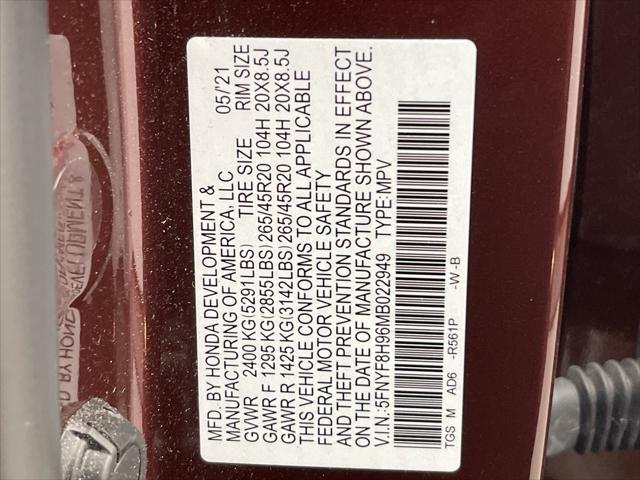 MFD. BY HONDA DEVELOPMENT &
MANUFACTURING OF AMERICA, LLC 05/'21
GVWR 2400 KG(5291LBS) TIRE SIZE RIM SIZE
GAWR F 1295 KG(2855LBS)265/45R20 104H 20X8.5J
GAWR R 1425 KG(3142LBS)265/45R20 104H 20X8.5J
THIS VEHICLE CONFORMS TO ALL APPLICABLE
FEDERAL MOTOR VEHICLE SAFETY
AND THEFT PREVENTION STANDARDS IN EFFECT
ON THE DATE OF MANUFACTURE SHOWN ABOVE.
V.I.N.:5FNYF8H96MB022949 TYPE:MPV
TGS M AD6 -R561P -W-B